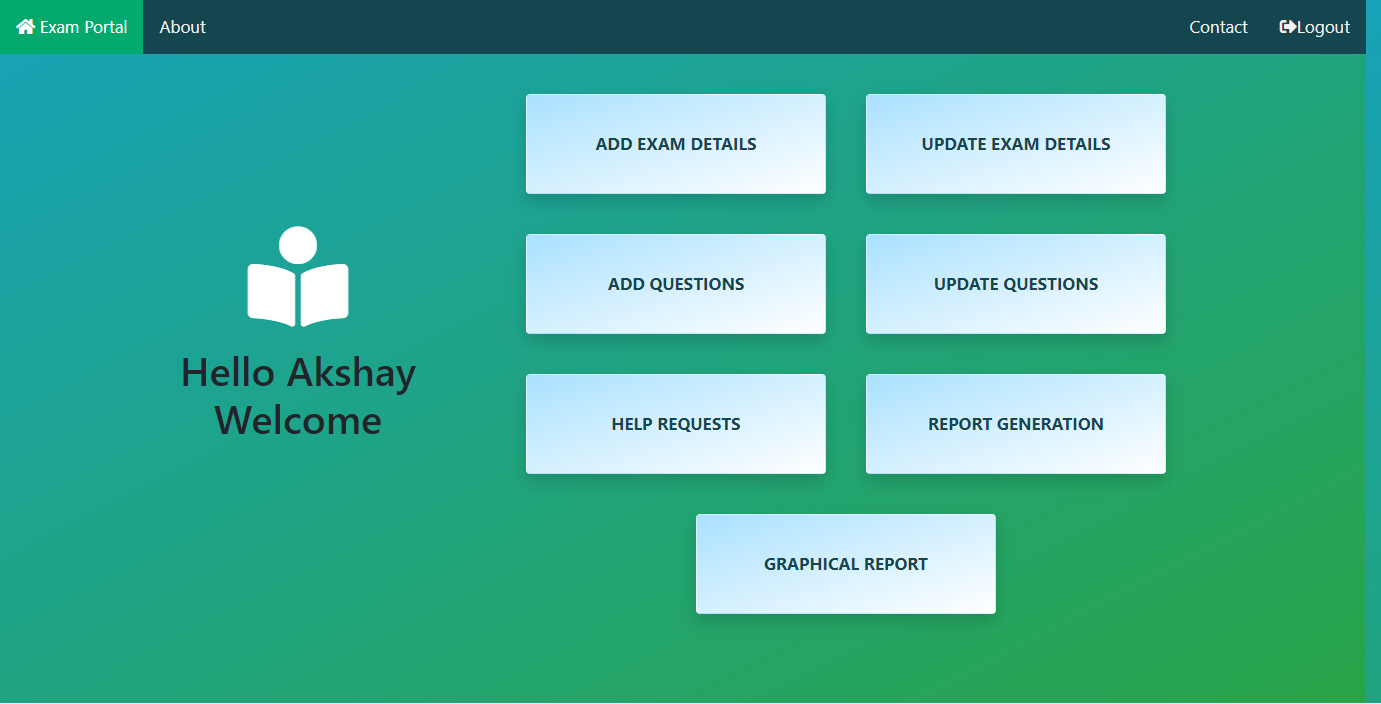 Exam Portal
About
Contact
Logout
Hello Akshay
Welcome
ADD EXAM DETAILS
UPDATE EXAM DETAILS
ADD QUESTIONS
UPDATE QUESTIONS
HELP REQUESTS
REPORT GENERATION
GRAPHICAL REPORT